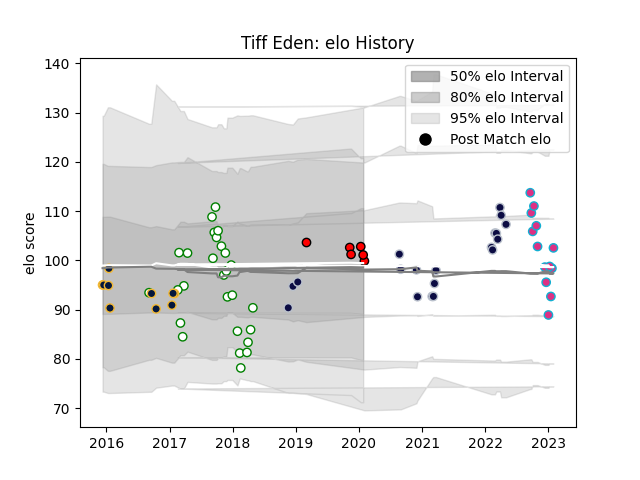 Tiff Eden: elo History
140
130
120
110
100
90
80
70
elo score
50% elo Interval
80% elo Interval
95% elo Interval
Post Match elo
2016 2017 2018 2019 2020 2021 2022 2023